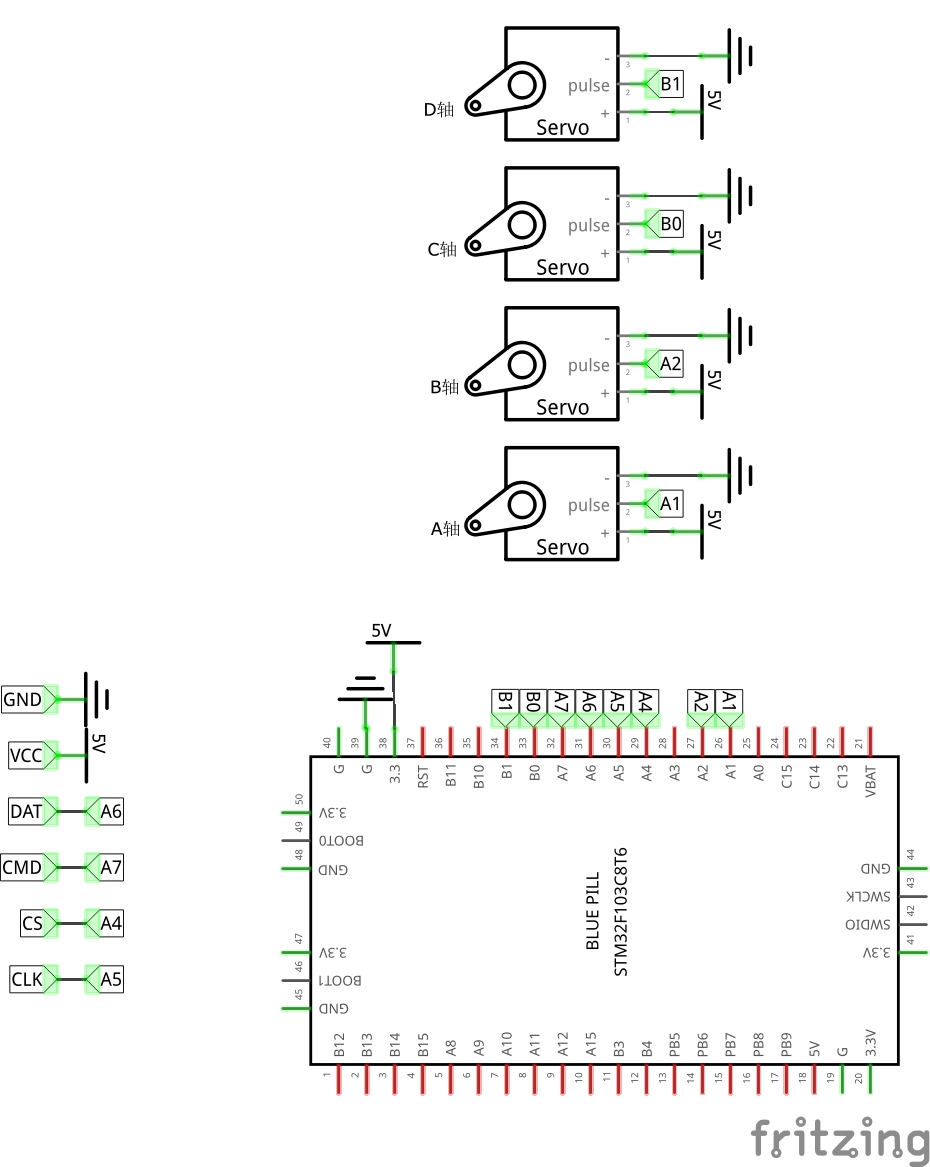 -
3
B1
pulse
2
5V
+
1
D轴
Servo
-
3
B0
pulse
2
5V
+
1
C轴
Servo
-
3
A2
pulse
2
5V
+
1
B轴
Servo
-
3
A1
pulse
2
5V
+
1
A轴
Servo
5V
GND
5V
VCC
DAT A6
CMD A7
CS A4
CLK A5
B1 B0 A7 A6 A5 A4 A2 A1
40 39 38 37 36 35 34 33 32 31 30 29 28 27 26 25 24 23 22 21
G G 3.3 RST B11 B10 B1 B0 A7 A6 A5 A4 A3 A2 A1 A0 C15 C14 C13 VBAT
50 3.3V
49 BOOT0
48 GND
47 3.3V
46 BOOT1
45 GND
BLUE PILL
STM32F103C8T6
GND 44
SWCLK 43
SWDIO 42
3.3V 41
B12 B13 B14 B15 A8 A9 A10 A11 A12 A15 B3 B4 PB5 PB6 PB7 PB8 PB9 5V G 3.3V
1 2 3 4 5 6 7 8 9 10 11 12 13 14 15 16 17 18 19 20
fritzing